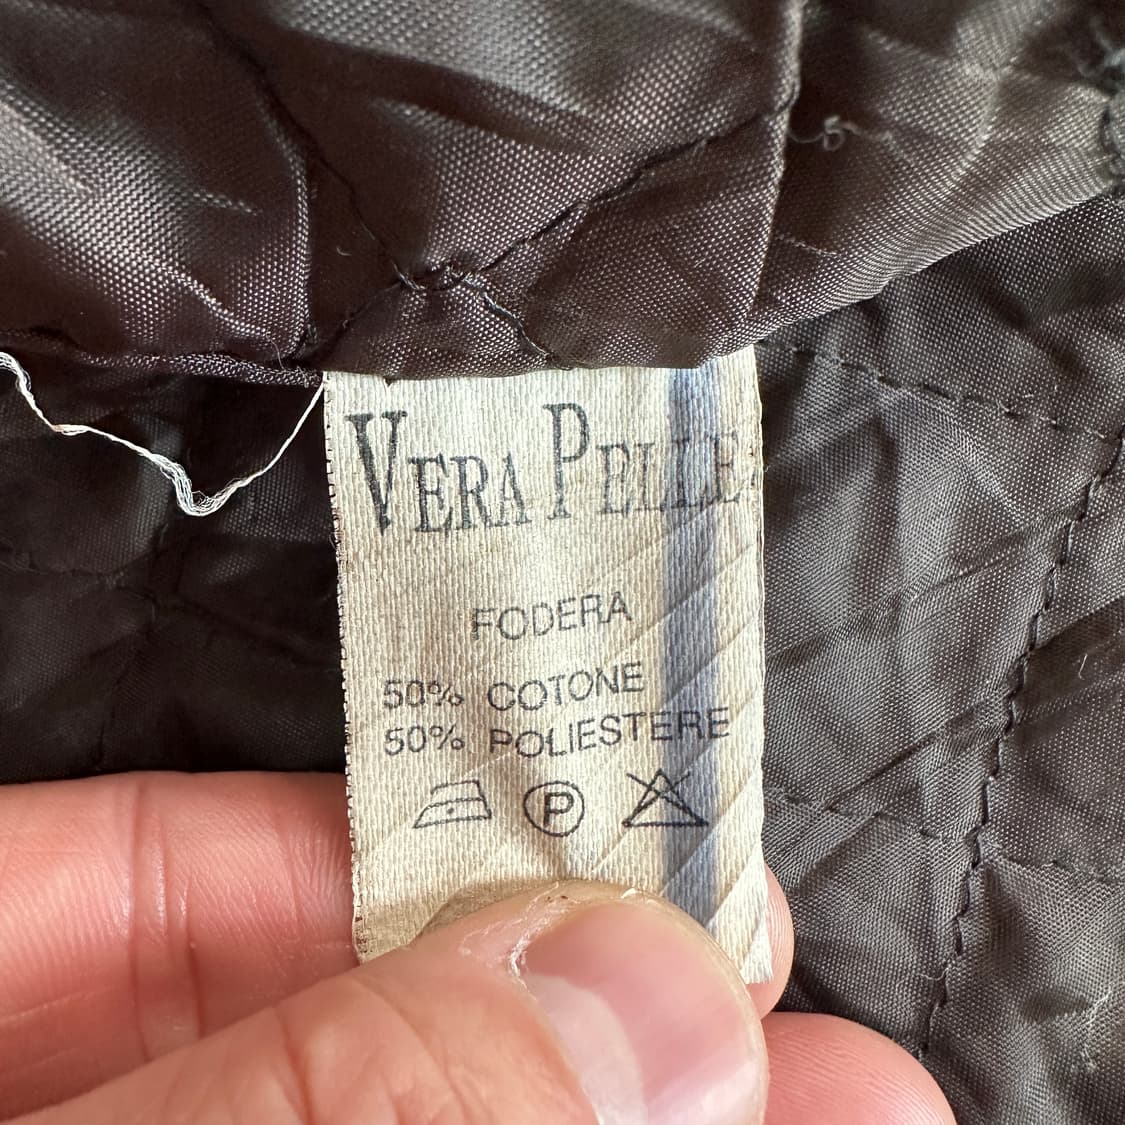 VERA PELLE
FODERA
50% COTONE
50% POLIESTERE
P